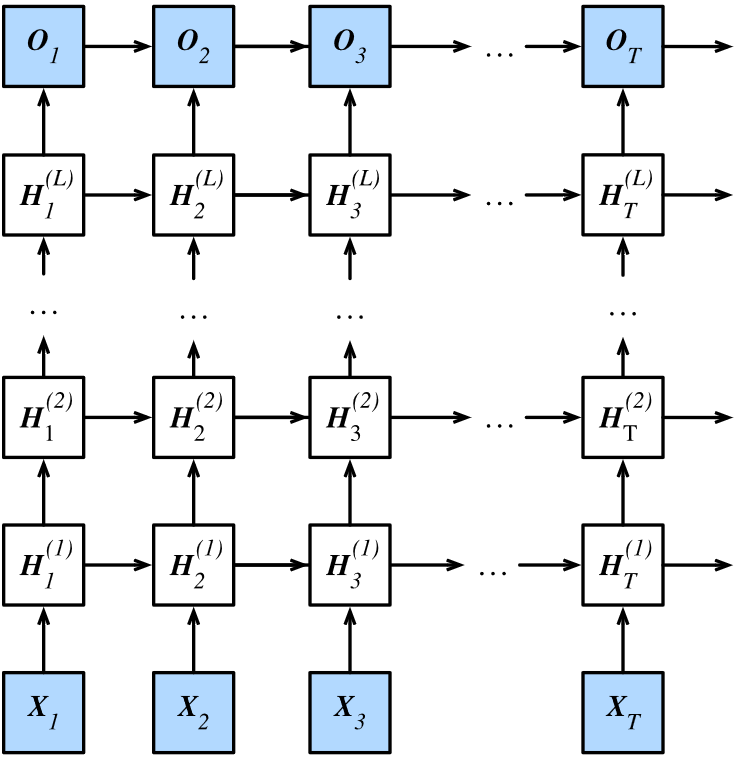 O1 O2 O3 ... OT
H1(L) H2(L) H3(L) ... HT(L)
... ... ... ...
H1(2) H2(2) H3(2) ... HT(2)
H1(1) H2(1) H3(1) ... HT(1)
X1 X2 X3 XT